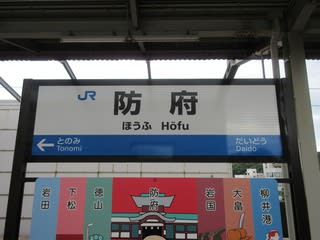 JR 防府
ほうふ Hōfu
とのみ
Tonomi
だいどう
Daidō
岩田
下松
徳山
防府
岩国
大畠
柳井港